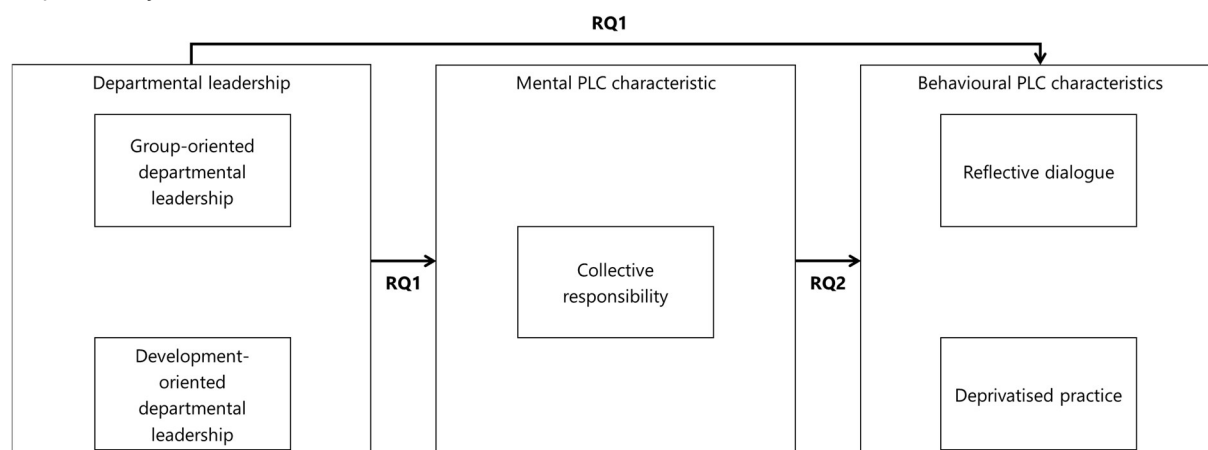 RQ1
Departmental leadership
Group-oriented
departmental
leadership
Development-
oriented
departmental
leadership
RQ1
Mental PLC characteristic
Collective
responsibility
RQ2
Behavioural PLC characteristics
Reflective dialogue
Deprivatised practice